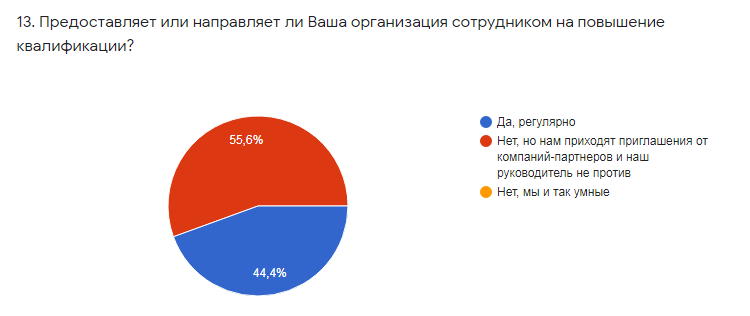 13. Предоставляет или направляет ли Ваша организация сотрудником на повышение
квалификации?
55,6%
44,4%
Да, регулярно
Нет, но нам приходят приглашения от
компаний-партнеров и наш
руководитель не против
Нет, мы и так умные